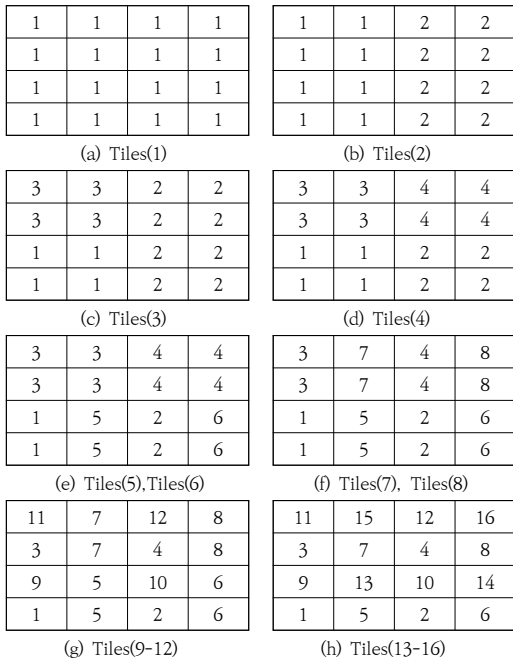 1 1 1 1 1 1 2 2
1 1 1 1 1 1 2 2
1 1 1 1 1 1 2 2
1 1 1 1 1 1 2 2
(a) Tiles(1) (b) Tiles(2)
3 3 2 2 3 3 4 4
3 3 2 2 3 3 4 4
1 1 2 2 1 1 2 2
1 1 2 2 1 1 2 2
(c) Tiles(3) (d) Tiles(4)
3 3 4 4 3 7 4 8
3 3 4 4 3 7 4 8
1 5 2 6 1 5 2 6
1 5 2 6 1 5 2 6
(e) Tiles(5),Tiles(6) (f) Tiles(7), Tiles(8)
11 7 12 8 11 15 12 16
3 7 4 8 3 7 4 8
9 5 10 6 9 13 10 14
1 5 2 6 1 5 2 6
(g) Tiles(9-12) (h) Tiles(13-16)